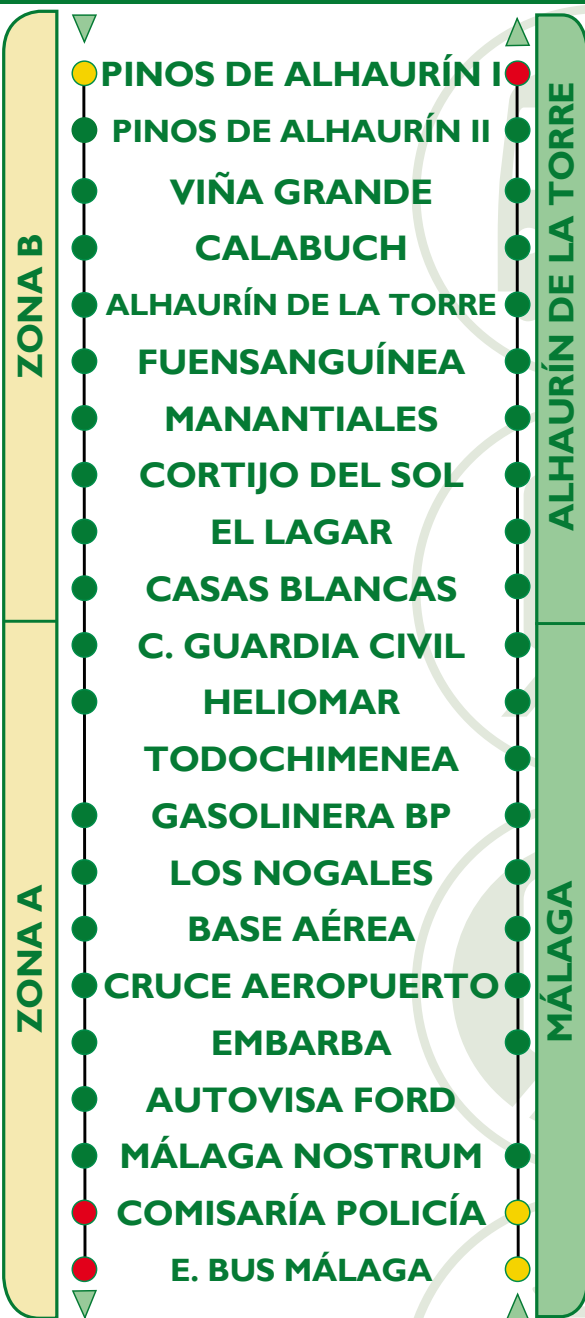 ZONA B
ZONA A
PINOS DE ALHAURÍN I
PINOS DE ALHAURÍN II
VIÑA GRANDE
CALABUCH
ALHAURÍN DE LA TORRE
FUENSANGUÍNEA
MANANTIALES
CORTIJO DEL SOL
EL LAGAR
CASAS BLANCAS
C. GUARDIA CIVIL
HELIOMAR
TODOCHIMENEA
GASOLINERA BP
LOS NOGALES
BASE AÉREA
CRUCE AEROPUERTO
EMBARBA
AUTOVISA FORD
MÁLAGA NOSTRUM
COMISARÍA POLICÍA
E. BUS MÁLAGA
ALHAURÍN DE LA TORRE
MÁLAGA